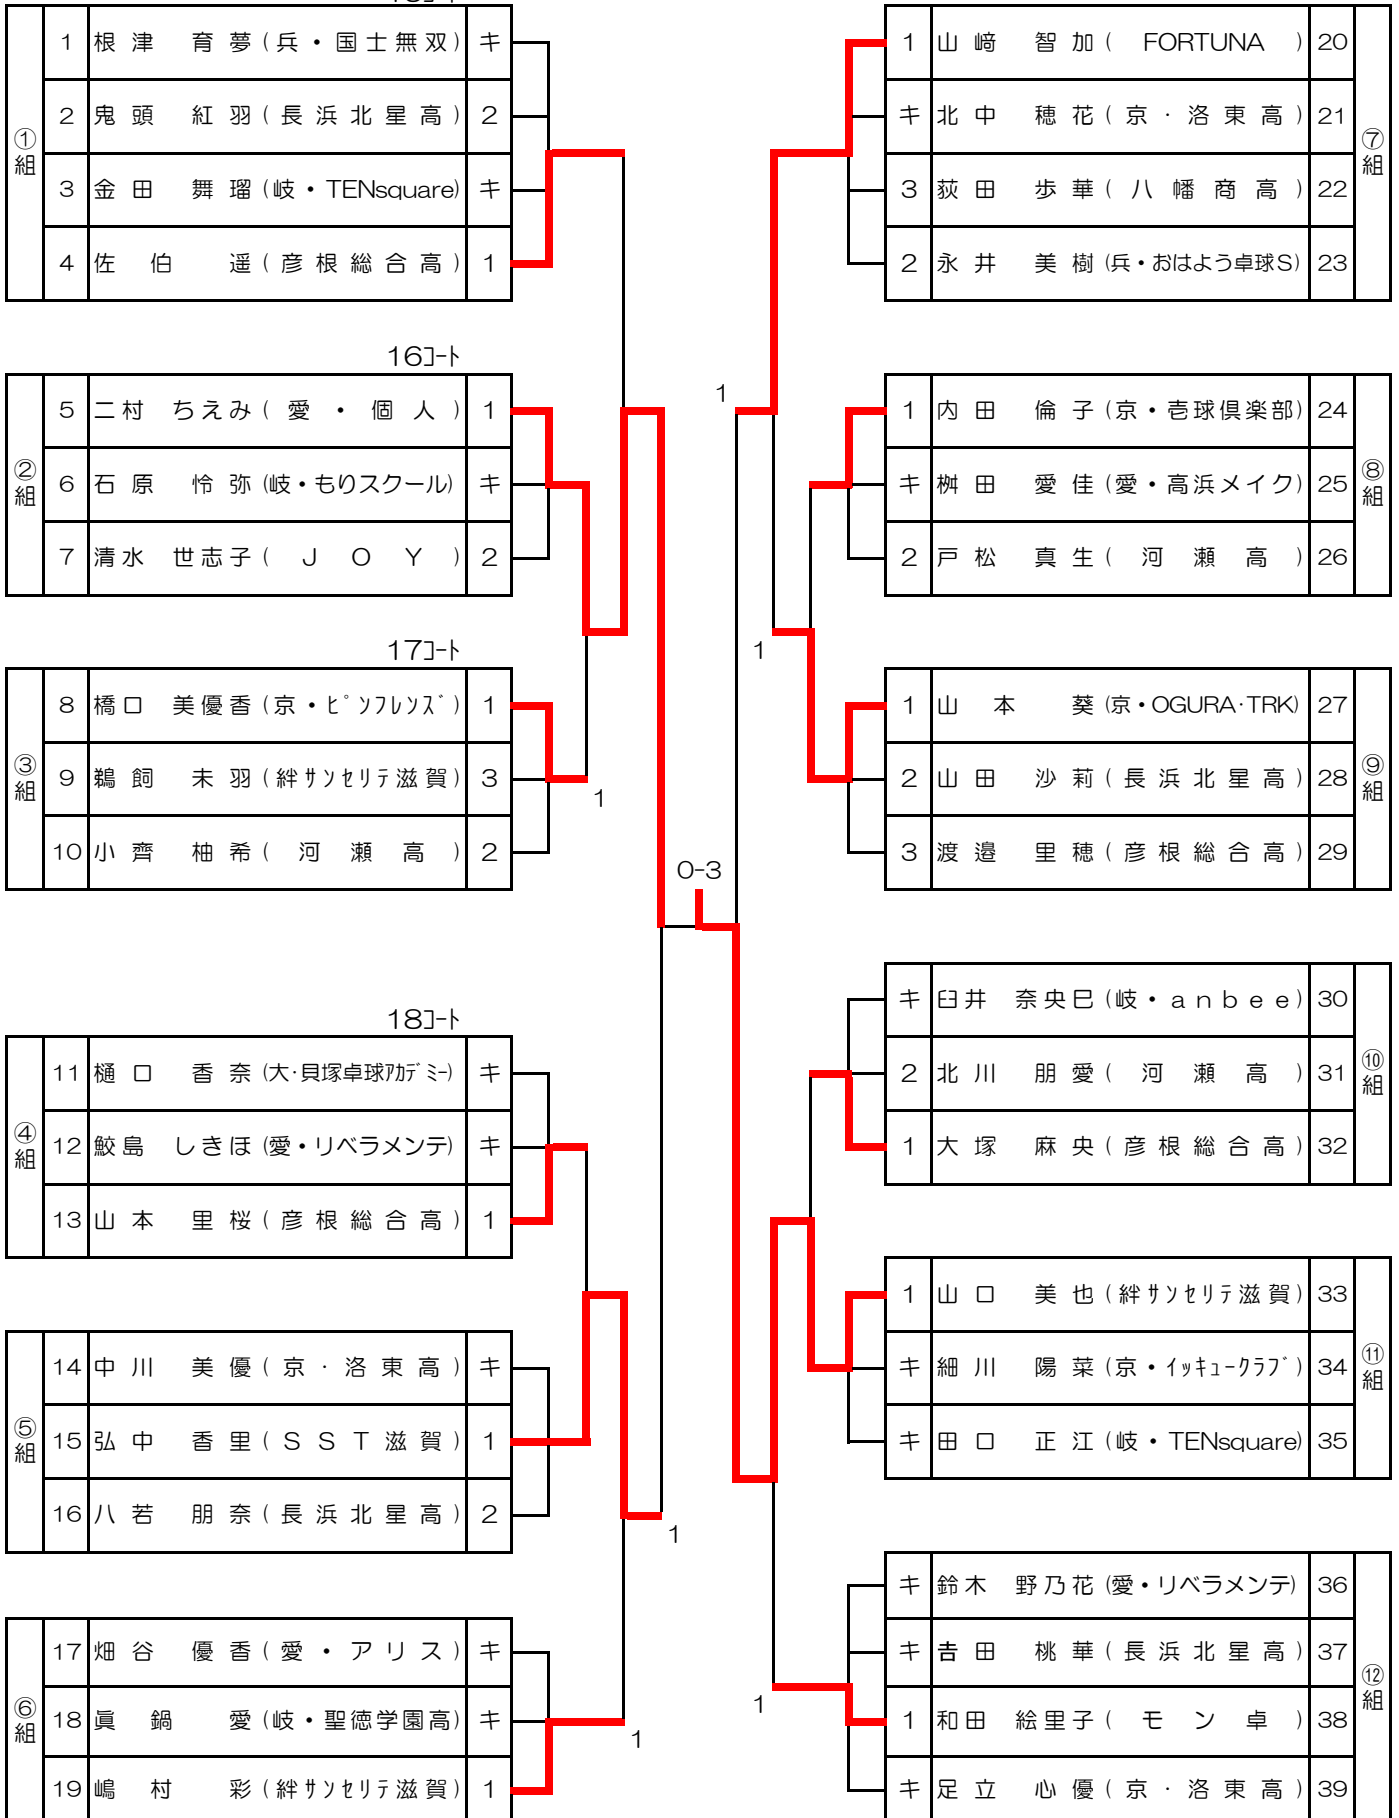 ①組
1 根津 育夢 (兵・国士無双) キ
2 鬼頭 紅羽 (長浜北星高) 2
3 金田 舞瑠 (岐・TENsquare) キ
4 佐伯 遥 (彦根総合高) 1
16ｺｰﾄ
②組
5 二村 ちえみ (愛・個人) 1
6 石原 怜弥 (岐・もりスクール) キ
7 清水 世志子 (JOY) 2
17ｺｰﾄ
③組
8 橋口 美優香 (京・ﾋﾟﾝﾌﾚﾝｽﾞ) 1
9 鵜飼 未羽 (絆ｻﾝｾﾘﾃ滋賀) 3
10 小齊 柚希 (河瀬高) 2
1
18ｺｰﾄ
④組
11 樋口 香奈 (大・貝塚卓球ｱｶﾃﾞﾐｰ) キ
12 鮫島 しきほ (愛・リベラメンテ) キ
13 山本 里桜 (彦根総合高) 1
⑤組
14 中川 美優 (京・洛東高) キ
15 弘中 香里 (SST滋賀) 1
16 八若 朋奈 (長浜北星高) 2
1
⑥組
17 畑谷 優香 (愛・アリス) キ
18 眞鍋 愛 (岐・聖徳学園高) キ
19 嶋村 彩 (絆ｻﾝｾﾘﾃ滋賀) 1
1
0-3
1
1 山﨑 智加 (FORTUNA) 20
キ 北中 穂花 (京・洛東高) 21
3 荻田 歩華 (八幡商高) 22
2 永井 美樹 (兵・おはよう卓球S) 23
⑦組
1 内田 倫子 (京・壱球倶楽部) 24
キ 桝田 愛佳 (愛・高浜メイク) 25
2 戸松 真生 (河瀬高) 26
⑧組
1
1 山本 葵 (京・OGURA・TRK) 27
2 山田 沙莉 (長浜北星高) 28
3 渡邉 里穂 (彦根総合高) 29
⑨組
キ 臼井 奈央巳 (岐・anbee) 30
2 北川 朋愛 (河瀬高) 31
1 大塚 麻央 (彦根総合高) 32
⑩組
1 山口 美也 (絆ｻﾝｾﾘﾃ滋賀) 33
キ 細川 陽菜 (京・ｲｯｷｭｰｸﾗﾌﾞ) 34
キ 田口 正江 (岐・TENsquare) 35
⑪組
キ 鈴木 野乃花 (愛・リベラメンテ) 36
キ 𠮷田 桃華 (長浜北星高) 37
1 和田 絵里子 (モン卓) 38
キ 足立 心優 (京・洛東高) 39
⑫組
1